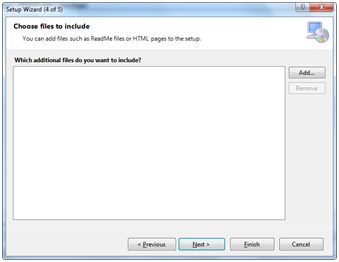 Setup Wizard (4 of 5)
Choose files to include
You can add files such as ReadMe files or HTML pages to the setup.
Which additional files do you want to include?
Add...
Remove
< Previous
Next >
Finish
Cancel